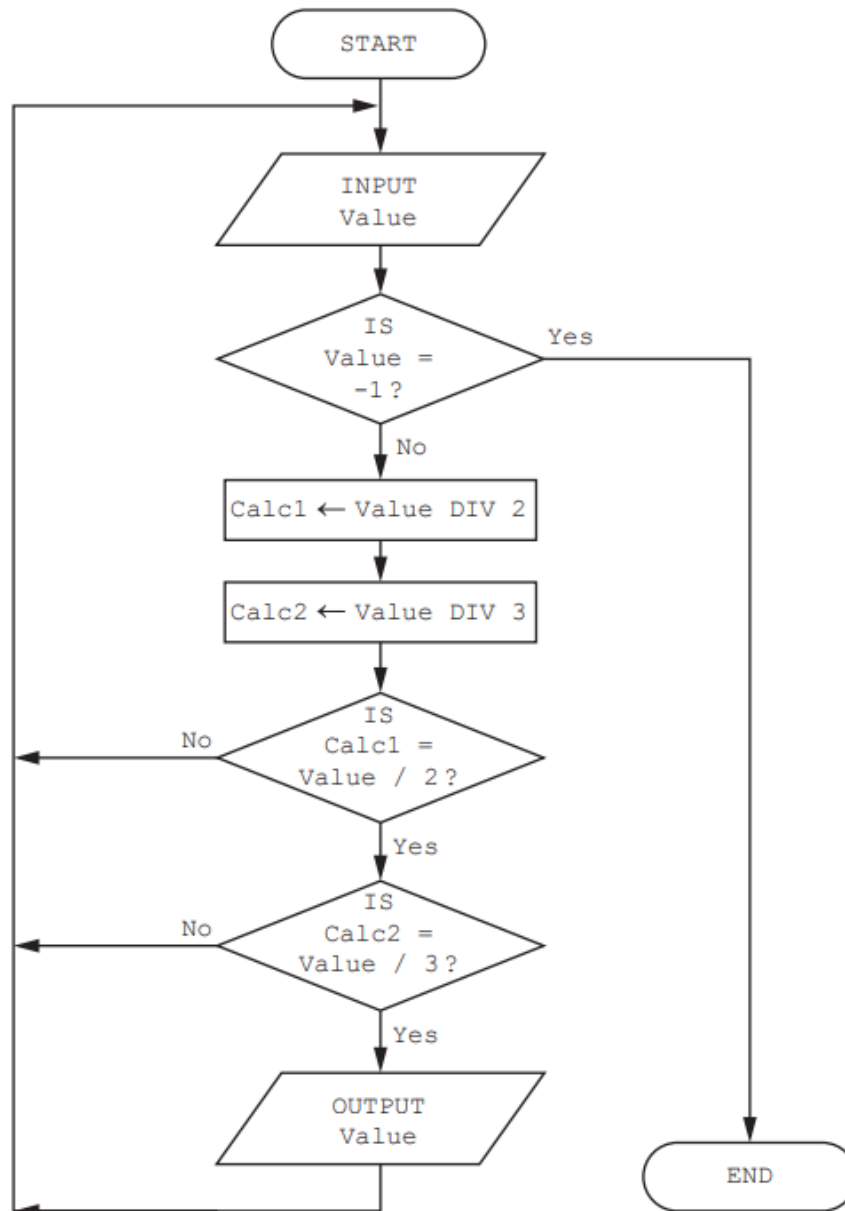 START
INPUT
Value
IS
Value =
-1?
Yes
No
Calc1 ← Value DIV 2
Calc2 ← Value DIV 3
IS
Calc1 =
Value / 2?
No
Yes
IS
Calc2 =
Value / 3?
No
Yes
OUTPUT
Value
END